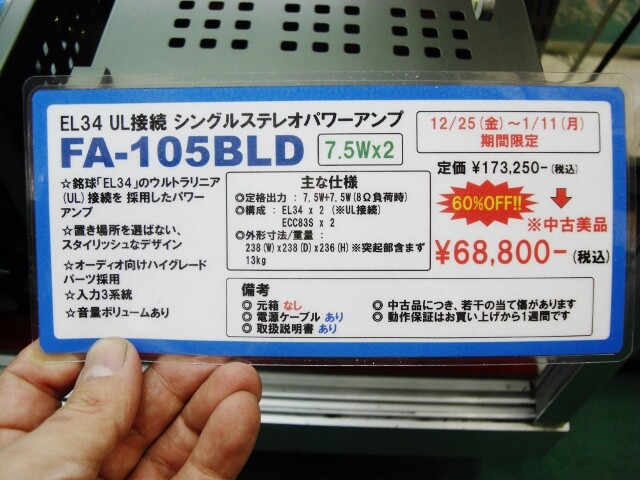 EL34 UL接続 シングルステレオパワーアンプ
FA-105BLD 7.5W×2
12/25(金)～1/11(月)
期間限定
定価 ¥173,250-(税込)
60%OFF!!
※中古美品
¥68,800-(税込)
☆銘球「EL34」のウルトラリニア
(UL)接続を採用したパワー
アンプ
☆置き場所を選ばない、
スタイリッシュなデザイン
☆オーディオ向けハイグレード
パーツ採用
☆入力3系統
☆音量ボリュームあり
主な仕様
◎定格出力 : 7.5W+7.5W(8Ω負荷時)
◎構成 : EL34 x 2 (※UL接続)
ECC83S x 2
◎外形寸法/重量 :
238(W)x238(D)x236(H)※突起部含まず
13kg
備考
◎ 元箱 なし
◎ 電源ケーブル あり
◎ 取扱説明書 あり
◎ 中古品につき、若干の当て傷があります
◎ 動作保証はお買い上げから1週間です